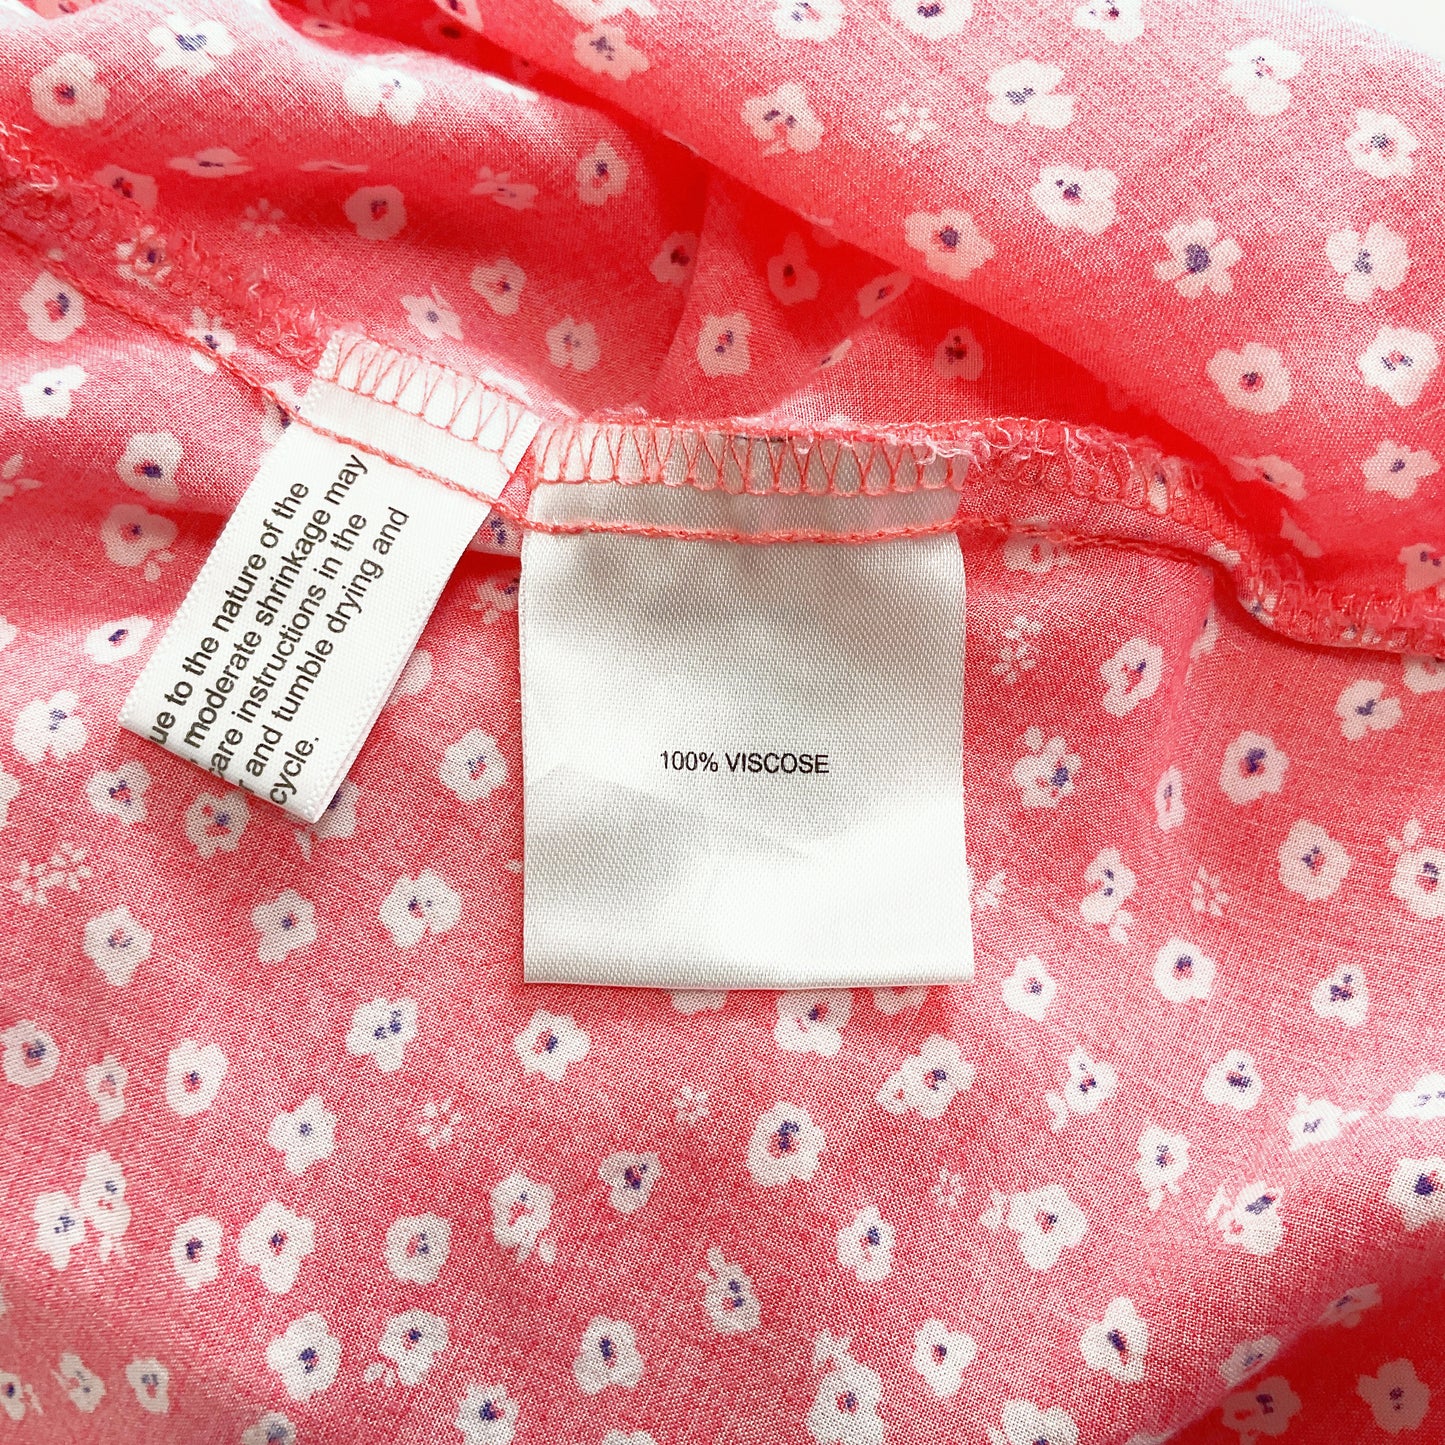 ue to the nature of the
moderate shrinkage may
care instructions in the
and tumble drying and
cycle.
100% VISCOSE